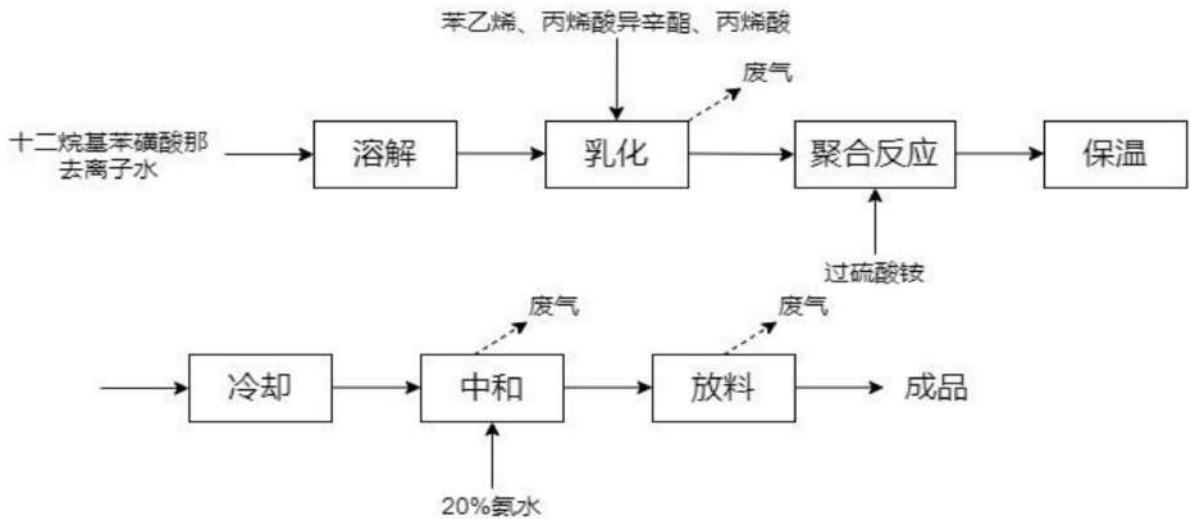 苯乙烯、丙烯酸异辛酯、丙烯酸
废气
十二烷基苯磺酸那
去离子水
溶解
乳化
聚合反应
保温
过硫酸铵
废气
废气
冷却
中和
放料
成品
20%氨水